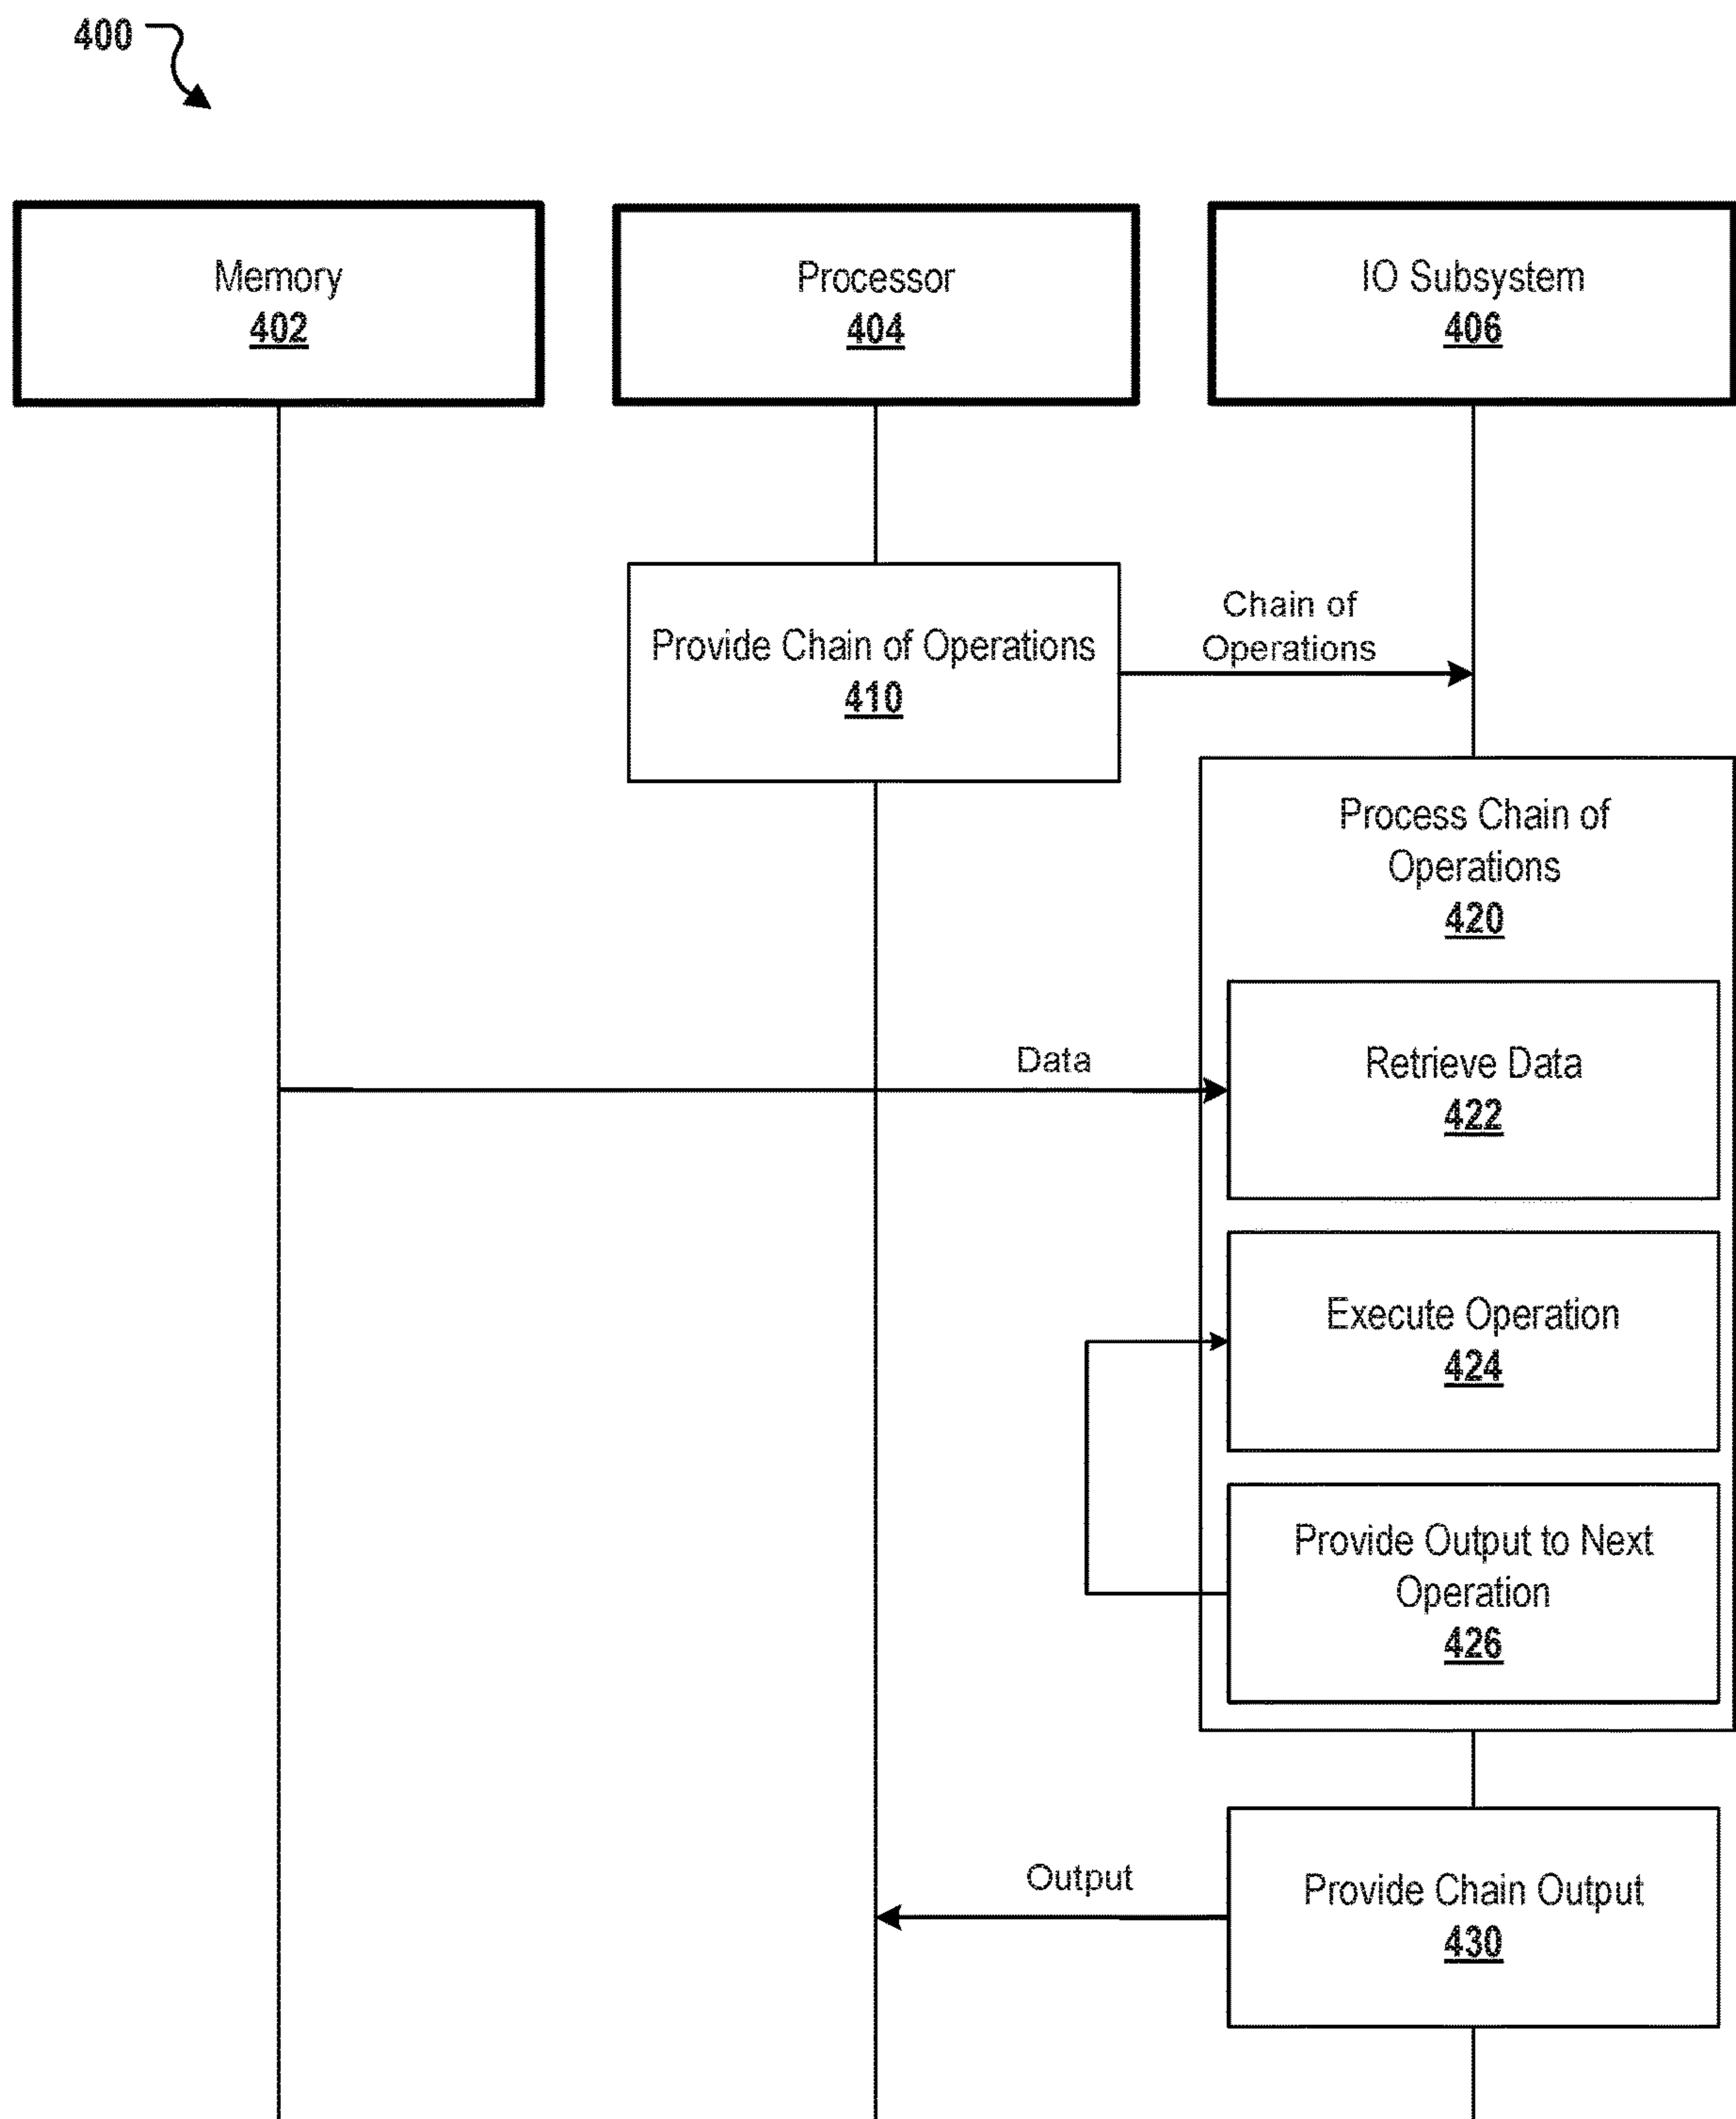 400
Memory
402
Processor
404
IO Subsystem
406
Provide Chain of Operations
410
Chain of
Operations
Process Chain of
Operations
420
Data
Retrieve Data
422
Execute Operation
424
Provide Output to Next
Operation
426
Output
Provide Chain Output
430